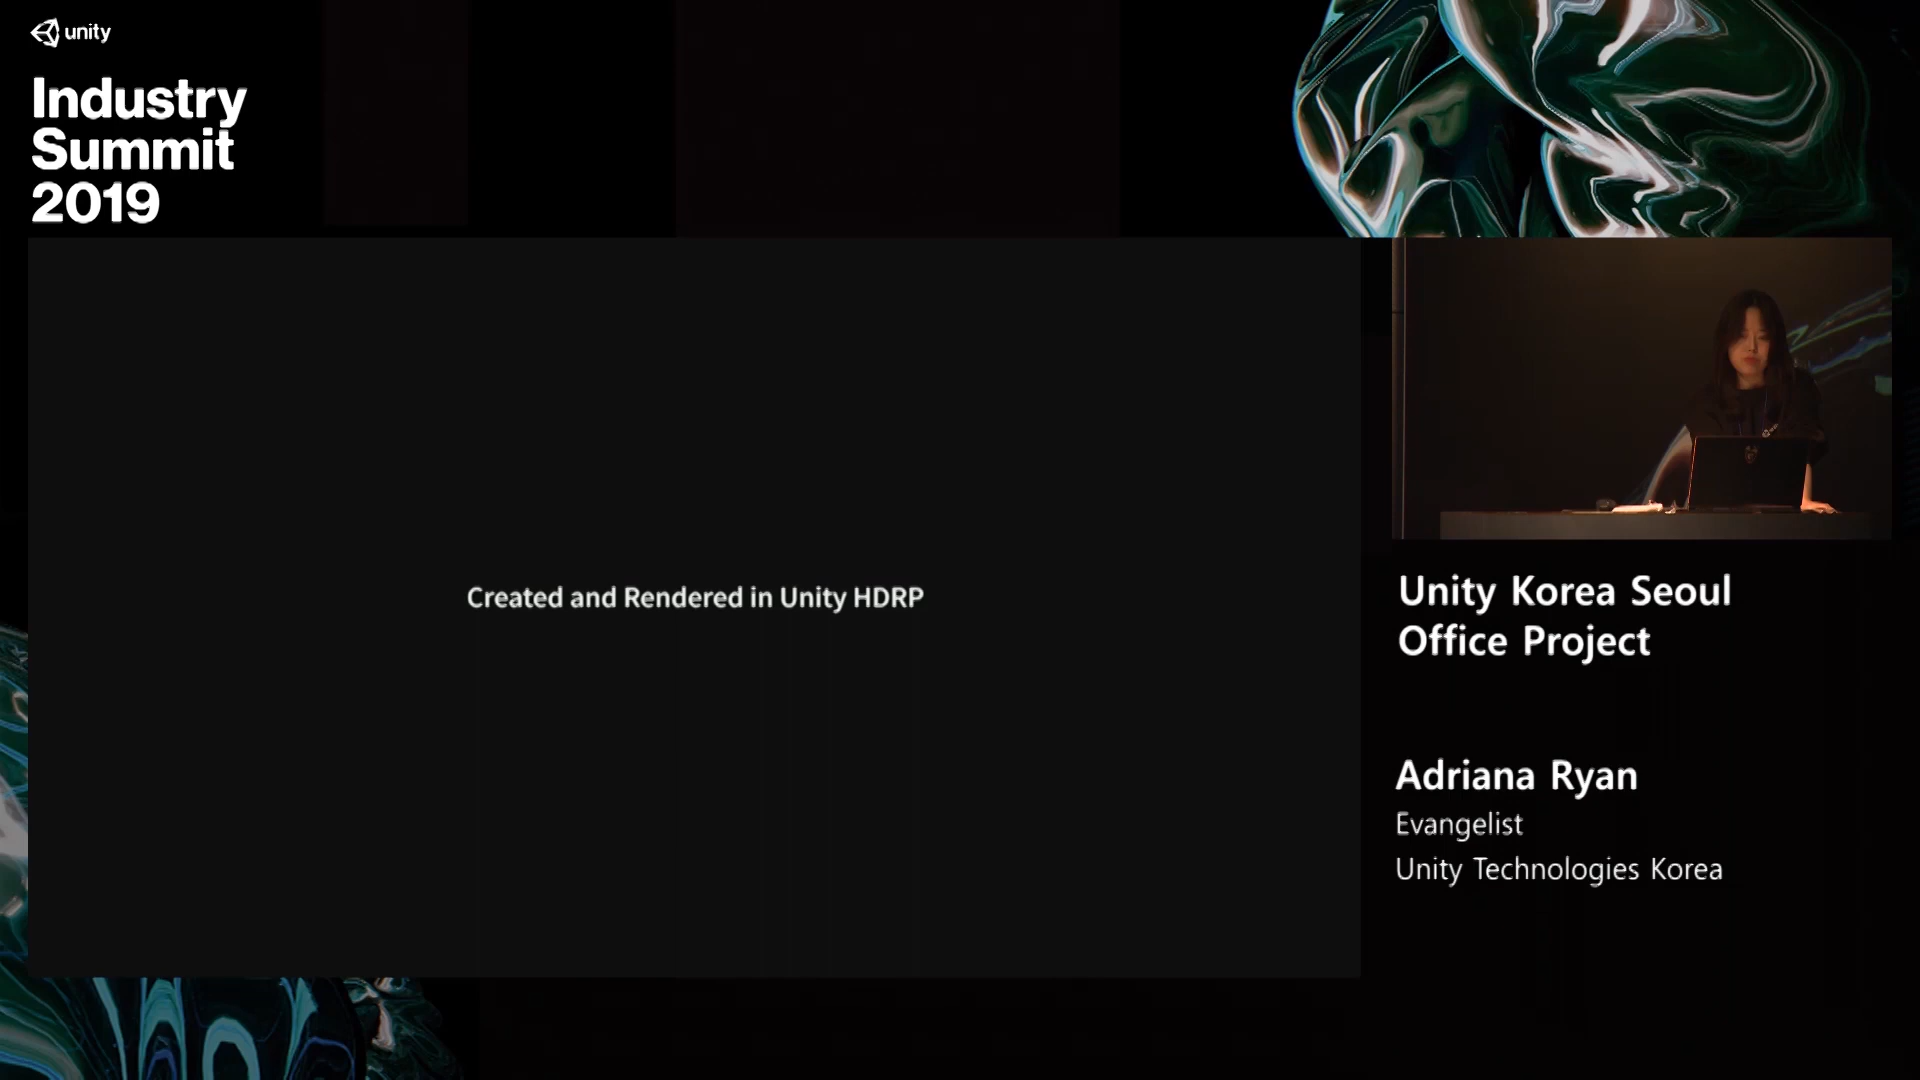 unity
Industry
Summit
2019
Created and Rendered in Unity HDRP
Unity Korea Seoul
Office Project
Adriana Ryan
Evangelist
Unity Technologies Korea